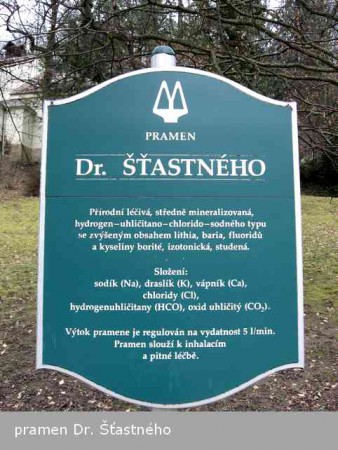 PRAMEN
Dr. ŠŤASTNÉHO
Přírodní léčivá, středně mineralizovaná,
hydrogen-uhličitano-chlorido-sodného typu
se zvýšeným obsahem lithia, baria, fluoridů
a kyseliny borité, izotonická, studená.
Složení:
sodík (Na), draslík (K), vápník (Ca),
chloridy (Cl),
hydrogenuhličitany (HCO), oxid uhličitý (CO₂).
Výtok pramene je regulován na vydatnost 5 l/min.
Pramen slouží k inhalacím
a pitné léčbě.
pramen Dr. Šťastného